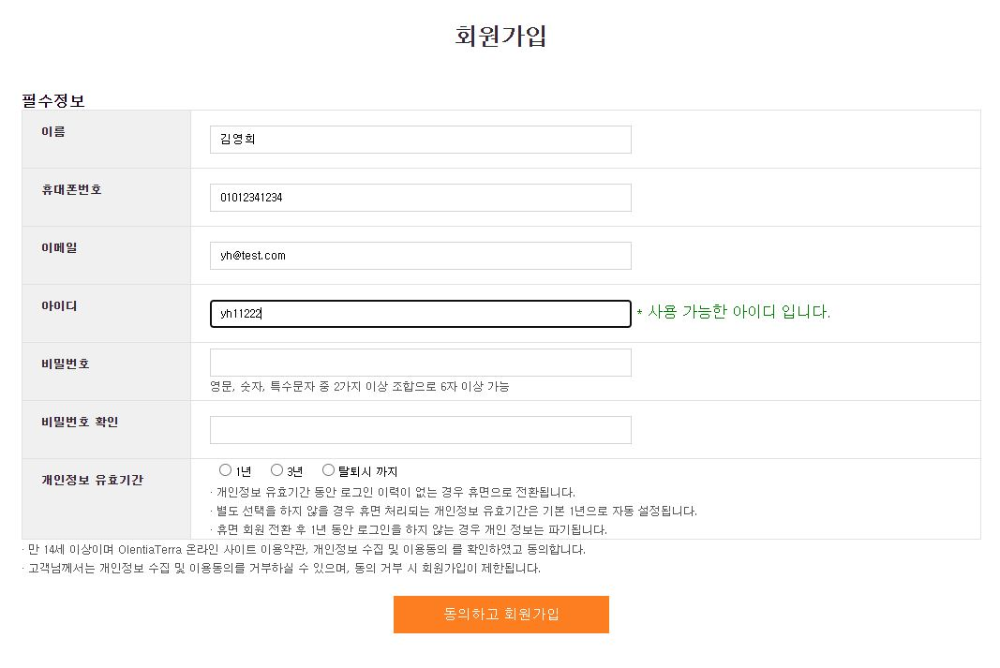 회원가입
필수정보
이름
김영희
휴대폰번호
01012341234
이메일
yh@test.com
아이디
yh11222
* 사용 가능한 아이디 입니다.
비밀번호
영문, 숫자, 특수문자 중 2가지 이상 조합으로 6자 이상 가능
비밀번호 확인
개인정보 유효기간
1년 3년 탈퇴시 까지
· 개인정보 유효기간 동안 로그인 이력이 없는 경우 휴면으로 전환됩니다.
· 별도 선택을 하지 않을 경우 휴면 처리되는 개인정보 유효기간은 기본 1년으로 자동 설정됩니다.
· 휴면 회원 전환 후 1년 동안 로그인을 하지 않는 경우 개인 정보는 파기됩니다.
· 만 14세 이상이며 OlentiaTerra 온라인 사이트 이용약관, 개인정보 수집 및 이용동의 를 확인하였고 동의합니다.
· 고객님께서는 개인정보 수집 및 이용동의를 거부하실 수 있으며, 동의 거부 시 회원가입이 제한됩니다.
동의하고 회원가입